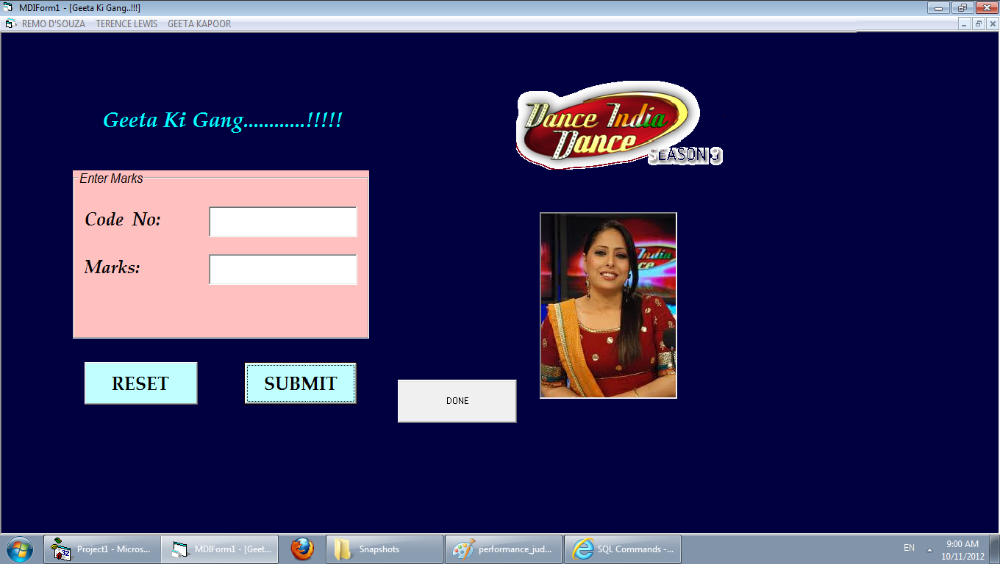 MDIForm1 - [Geeta Ki Gang..!!!]
REMO D'SOUZA TERENCE LEWIS GEETA KAPOOR
Geeta Ki Gang............!!!!!
Dance India
Dance
SEASON 3
Enter Marks
Code No:
Marks:
India
ce
RESET SUBMIT
DONE
Project1 - Micros... MDIForm1 - [Geet... Snapshots performance_jud... SQL Commands -... EN 9:00 AM
10/11/2012